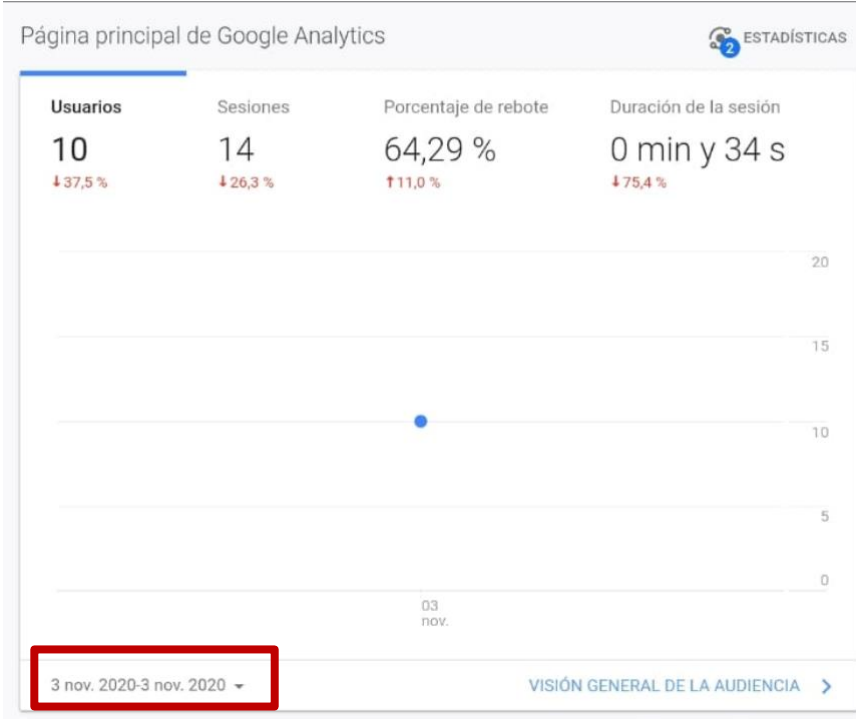 Página principal de Google Analytics
2 ESTADÍSTICAS
Usuarios Sesiones Porcentaje de rebote Duración de la sesión
10 14 64,29 % 0 min y 34 s
↓37,5 % ↓26,3 % ↑11,0 % ↓75,4 %
20
15
10
5
0
03
nov.
3 nov. 2020-3 nov. 2020 VISIÓN GENERAL DE LA AUDIENCIA